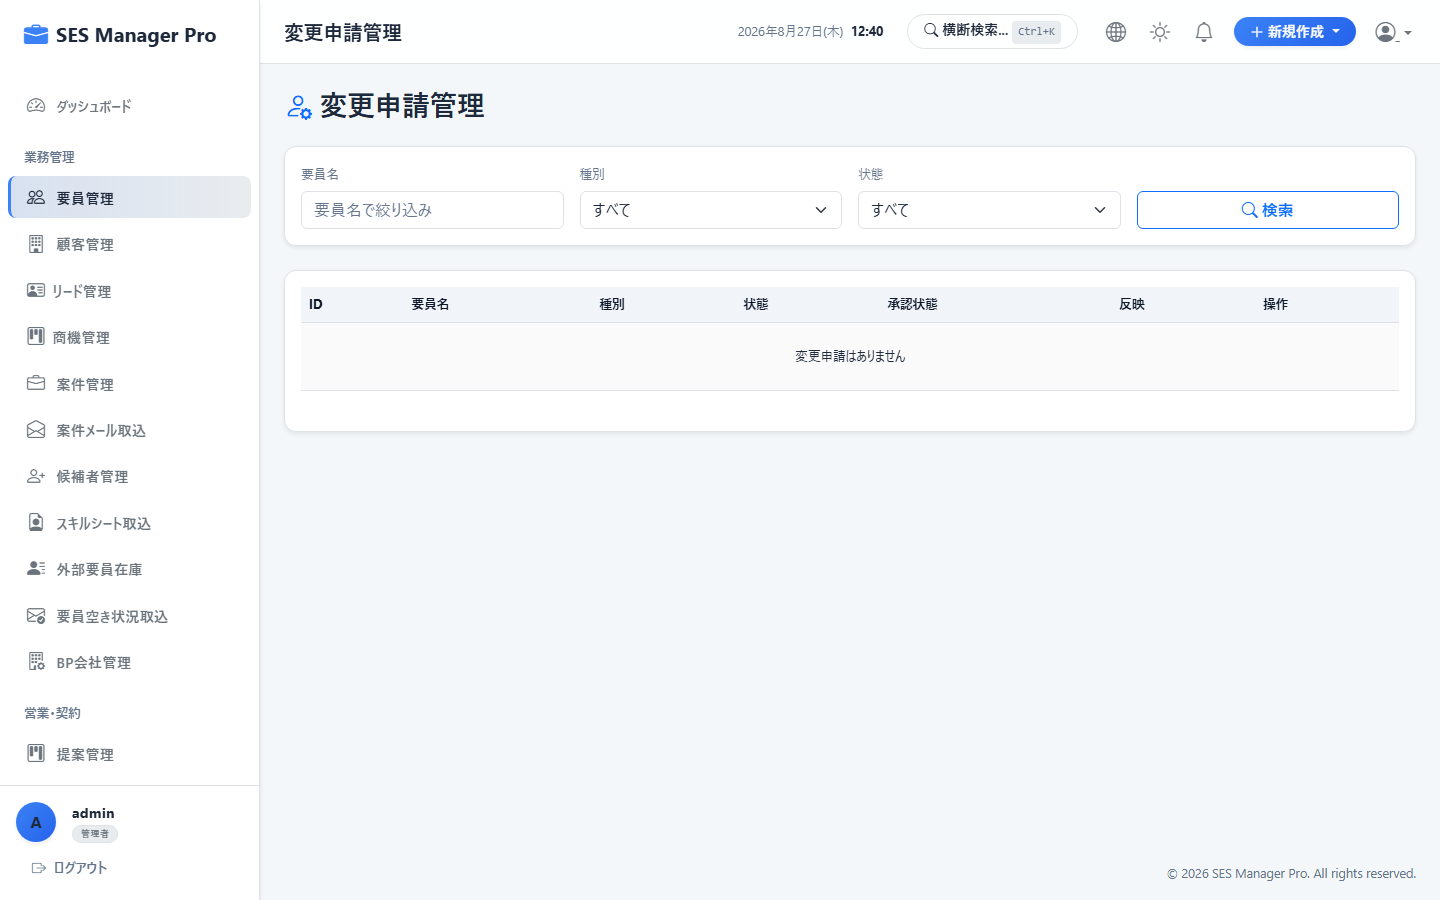 SES Manager Pro
ダッシュボード
業務管理
要員管理
顧客管理
リード管理
商機管理
案件管理
案件メール取込
候補者管理
スキルシート取込
外部要員在庫
要員空き状況取込
BP会社管理
営業・契約
提案管理
A
admin
管理者
ログアウト
変更申請管理
2026年8月27日(木) 12:40
横断検索... Ctrl+K
新規作成
変更申請管理
要員名 種別 状態
要員名で絞り込み すべて すべて 検索
ID 要員名 種別 状態 承認状態 反映 操作
変更申請はありません
© 2026 SES Manager Pro. All rights reserved.